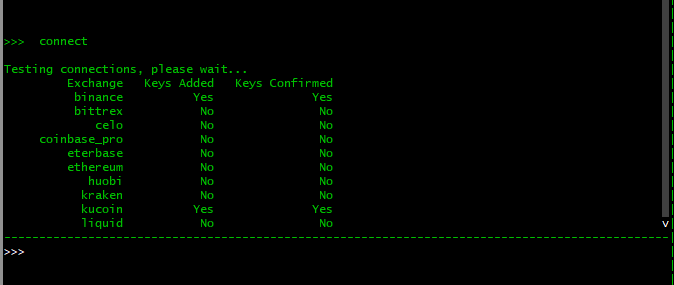 >>>  connect
Testing connections, please wait...
Exchange Keys Added Keys Confirmed
binance Yes Yes
bittrex No No
celo No No
coinbase_pro No No
eterbase No No
ethereum No No
huobi No No
kraken No No
kucoin Yes Yes
liquid No No
v
>>>